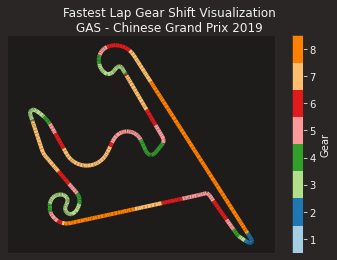 Fastest Lap Gear Shift Visualization
GAS - Chinese Grand Prix 2019
8
7
6
5
4
3
2
1
Gear